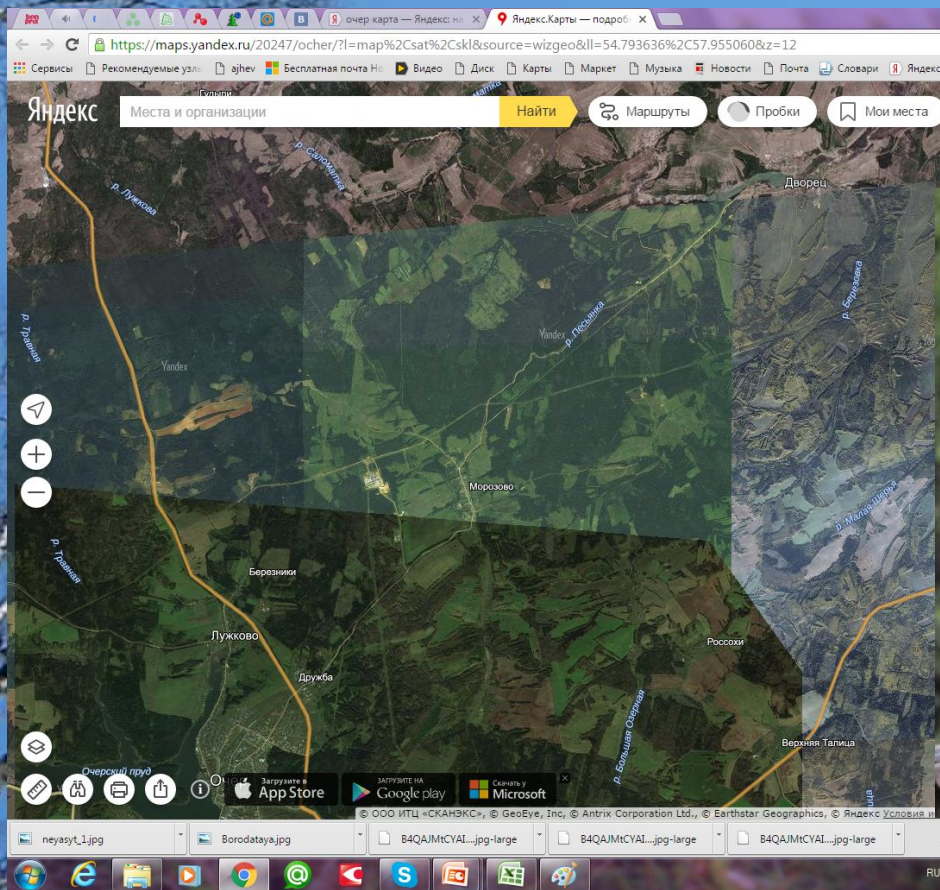 очер карта — Яндекс: на
Яндекс.Карты — подроб
https://maps.yandex.ru/20247/ocher/?l=map%2Csat%2Cskl&source=wizgeo&ll=54.793636%2C57.955060&z=12
Сервисы Рекомендуемые узл ajhev Бесплатная почта Ho Видео Диск Карты Маркет Музыка Новости Почта Словари Яндекс
Яндекс Места и организации Найти Маршруты Пробки Мои места
р. Саломатка
Дворец
р. Лужкова
р. Березовка
р. Травная
р. Песьянка
Yandex
Yandex
Морозово
р. Малая Шерья
р. Травная
Березники
Лужково
Россохи
Дружба
р. Большая Озерная
Верхняя Талица
Очерский пруд
Загрузите в
App Store
ЗАГРУЗИТЕ НА
Google play
Скачать у
Microsoft
© ООО ИТЦ «СКАНЭКС», © GeoEye, Inc, © Antrix Corporation Ltd., © Earthstar Geographics, © Яндекс Условия и
neyasyt_1.jpg
Borodataya.jpg
B4QAJMtCYAI....jpg-large
B4QAJMtCYAI....jpg-large
B4QAJMtCYAI....jpg-large
RU